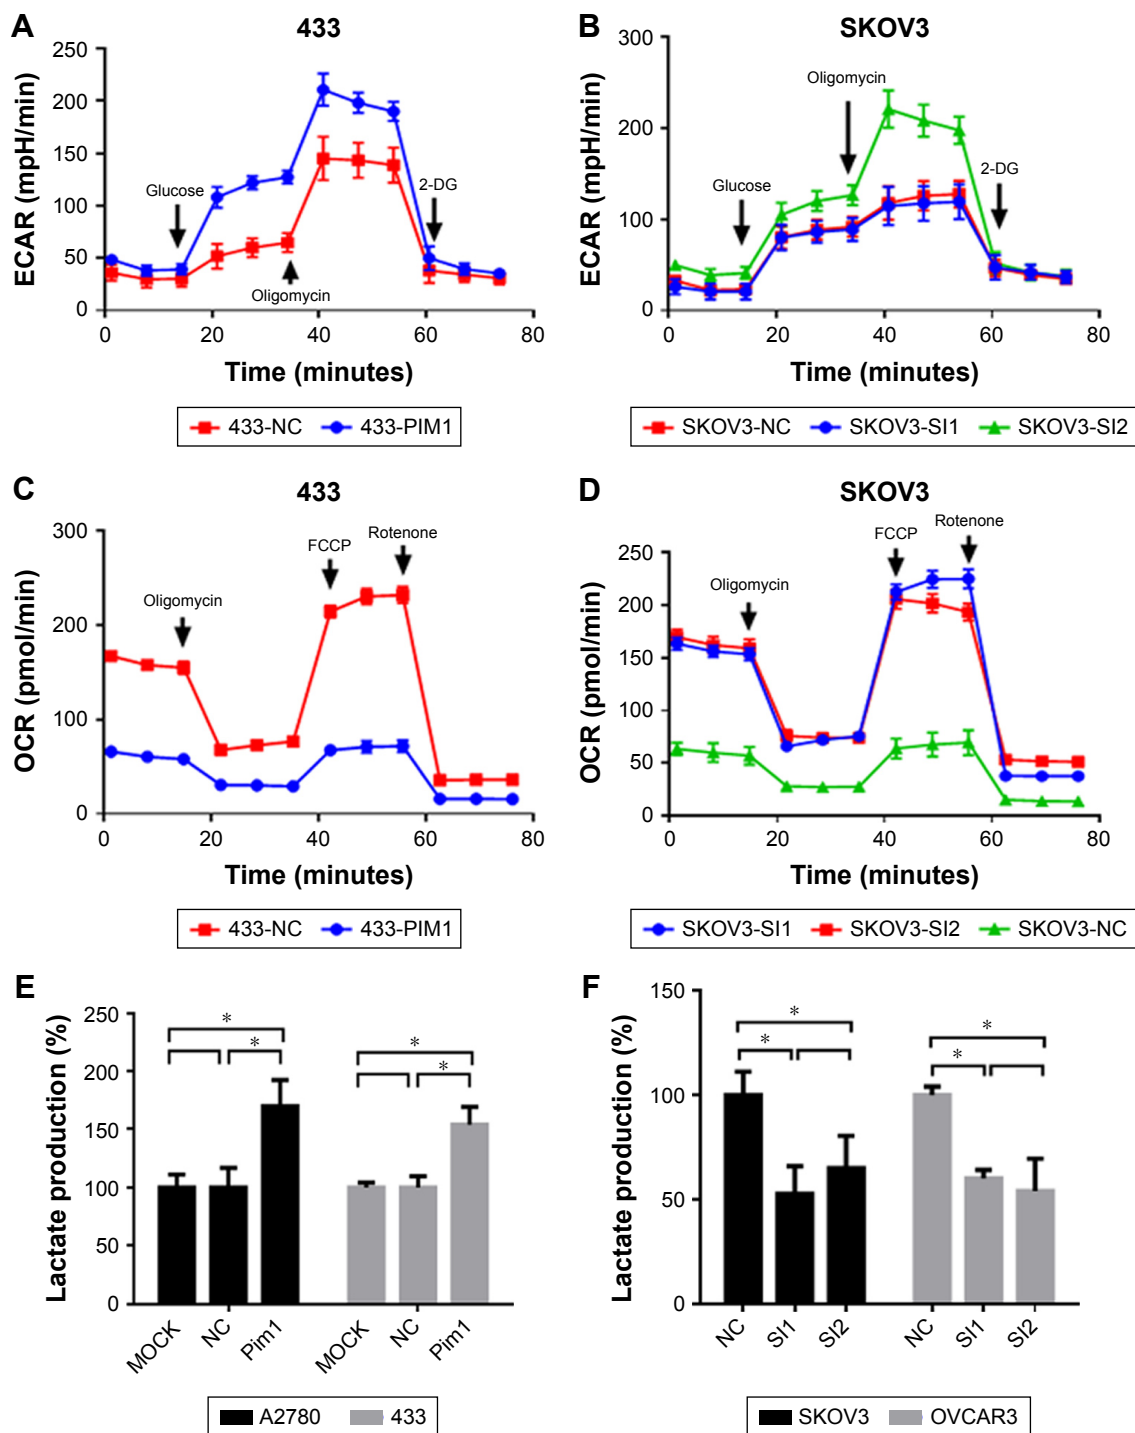 A
433
ECAR (mpH/min)
250
200
150
100
50
0
Glucose
Oligomycin
2-DG
0 20 40 60 80
Time (minutes)
433-NC 433-PIM1
B
SKOV3
ECAR (mpH/min)
300
200
100
0
Oligomycin
Glucose
2-DG
0 20 40 60 80
Time (minutes)
SKOV3-NC SKOV3-SI1 SKOV3-SI2
C
433
OCR (pmol/min)
300
200
100
0
Oligomycin
FCCP
Rotenone
0 20 40 60 80
Time (minutes)
433-NC 433-PIM1
D
SKOV3
OCR (pmol/min)
250
200
150
100
50
0
Oligomycin
FCCP
Rotenone
0 20 40 60 80
Time (minutes)
SKOV3-SI1 SKOV3-SI2 SKOV3-NC
E
Lactate production (%)
250
200
150
100
50
0
* *
* *
MOCK NC Pim1 MOCK NC Pim1
A2780 433
F
Lactate production (%)
150
100
50
0
* *
* *
NC SI1 SI2 NC SI1 SI2
SKOV3 OVCAR3